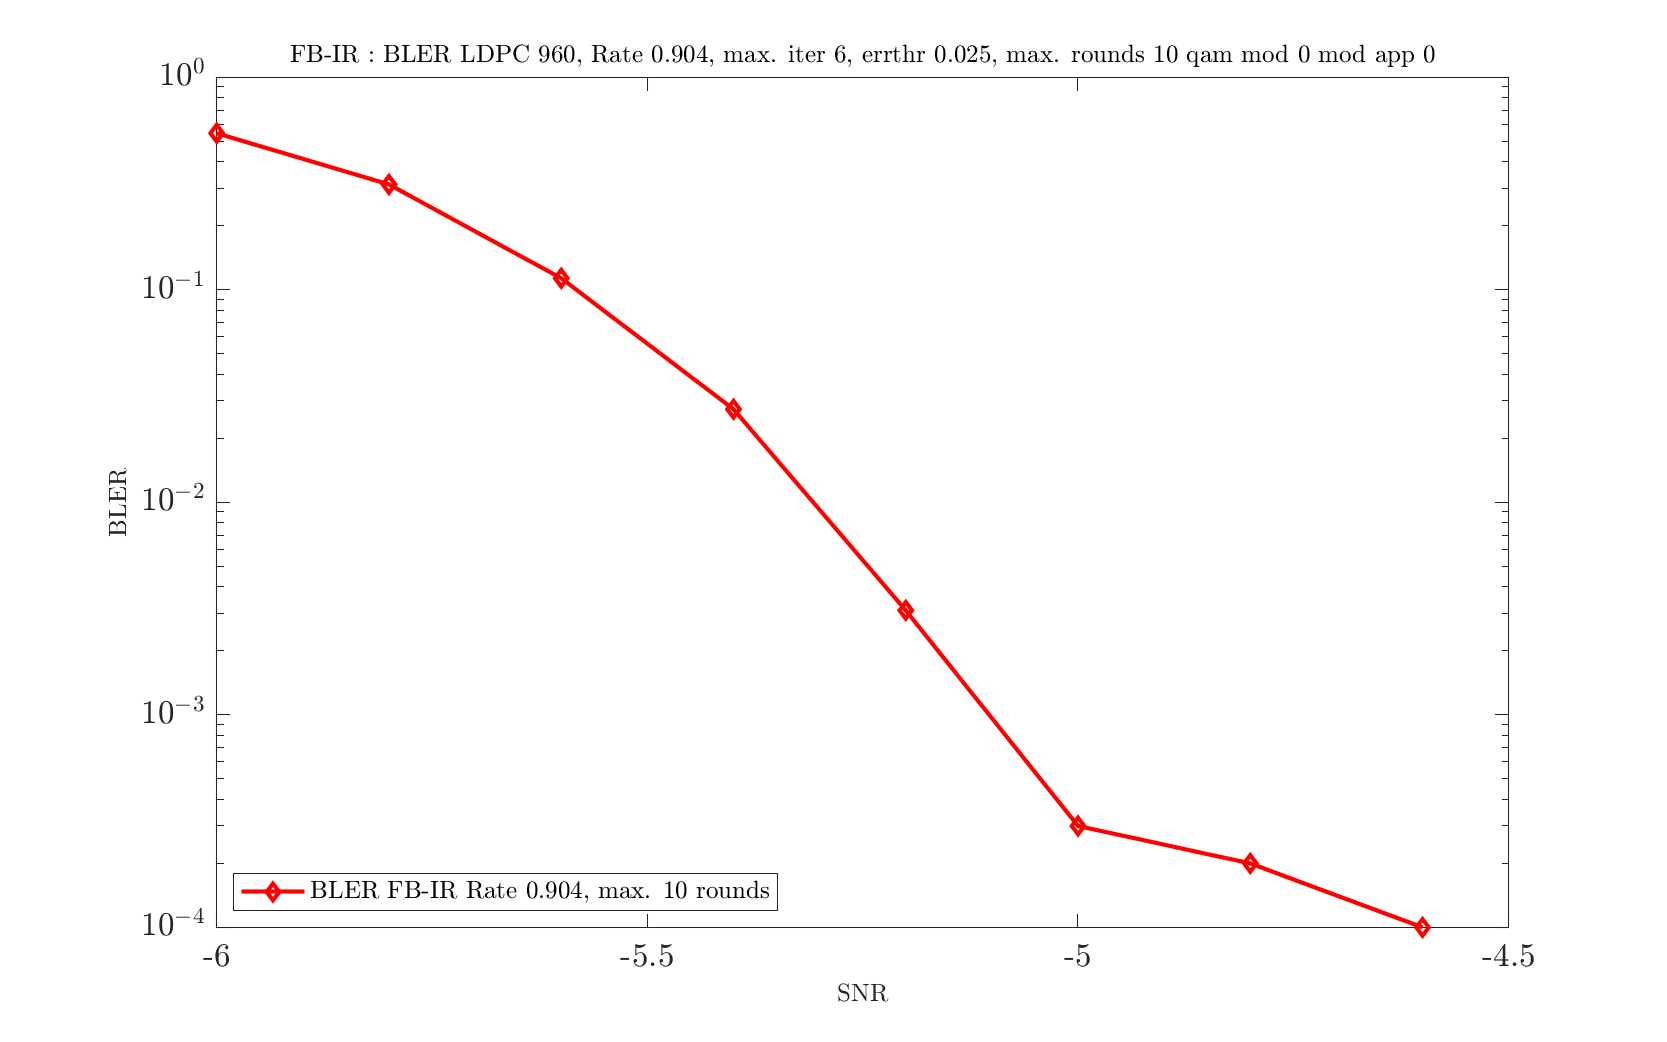 FB-IR : BLER LDPC 960, Rate 0.904, max. iter 6, errthr 0.025, max. rounds 10 qam mod 0 mod app 0
10⁰
10⁻¹
10⁻²
10⁻³
10⁻⁴
BLER
BLER FB-IR Rate 0.904, max. 10 rounds
-6
-5.5
-5
-4.5
SNR